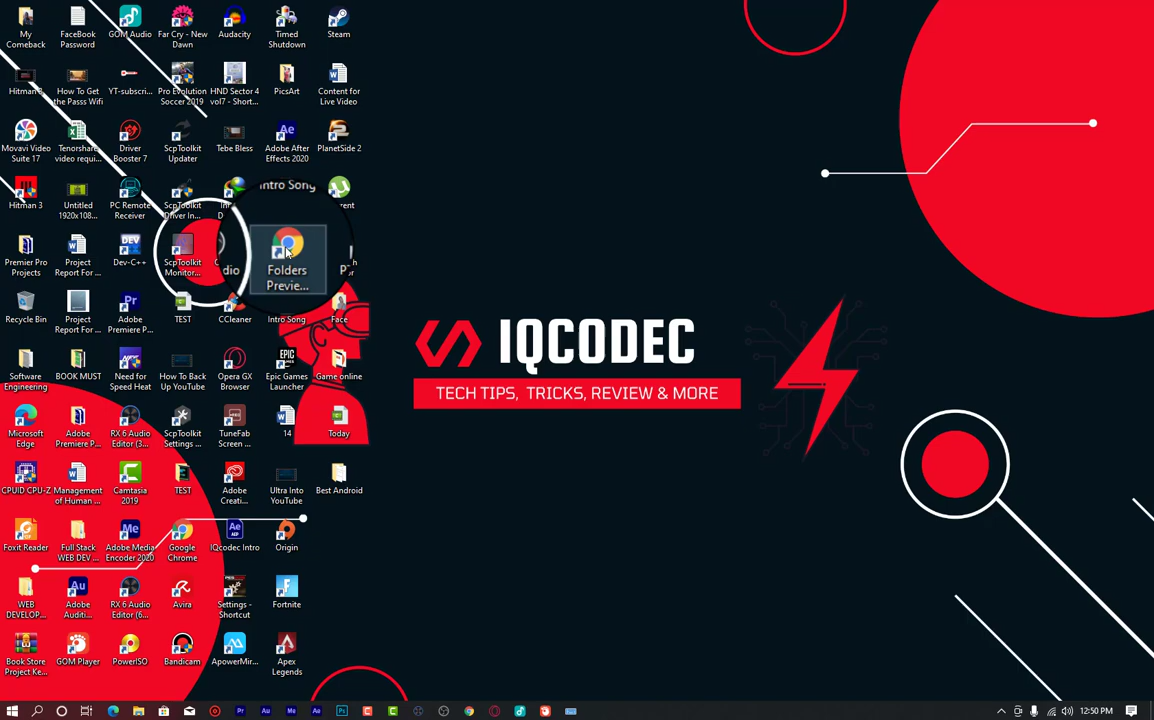 My Comeback
FaceBook Password
GOM Audio
Far Cry - New Dawn
Audacity
Timed Shutdown
Steam
Hitman
How To Get the Passs Wifi
YT-subscri...
Pro Evolution Soccer 2019
HND Sector 4 vol7 - Short...
PicsArt
Content for Live Video
Movavi Video Suite 17
Tenorshare video requi...
Driver Booster 7
ScpToolkit Updater
Tebe Bless
Adobe After Effects 2020
PlanetSide 2
Hitman 3
Untitled 1920x108...
PC Remote Receiver
ScpToolkit Driver In...
Intro Song
rent
Premier Pro Projects
Project Report For ...
Dev-C++
ScpToolkit Monitor...
dio
Folders Previe...
Recycle Bin
Project Report For ...
Adobe Premiere P...
TEST
CCleaner
Intro Song
Face
Software Engineering
BOOK MUST
Need for Speed Heat
How To Back Up YouTube
Opera GX Browser
Epic Games Launcher
Game online
Microsoft Edge
Adobe Premiere P...
RX 6 Audio Editor (3...
ScpToolkit Settings ...
TuneFab Screen ...
14
Today
CPUID CPU-Z
Management of Human ...
Camtasia 2019
TEST
Adobe Creati...
Ultra Into YouTube
Best Android
Foxit Reader
Full Stack WEB DEV ...
Adobe Media Encoder 2020
Google Chrome
IQcodec Intro
Origin
WEB DEVELOP...
Adobe Auditi...
RX 6 Audio Editor (6...
Avira
Settings - Shortcut
Fortnite
Book Store Project Ke...
GOM Player
PowerISO
Bandicam
ApowerMir...
Apex Legends
IQCODEC
TECH TIPS, TRICKS, REVIEW & MORE
12:50 PM